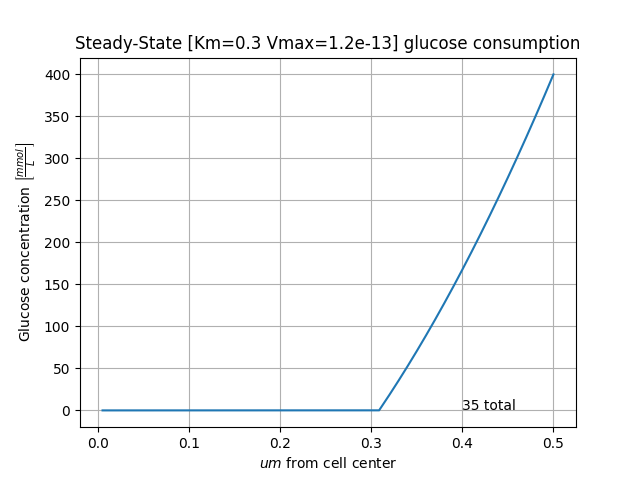 Steady-State [Km=0.3 Vmax=1.2e-13] glucose consumption
Glucose concentration [mmol/L]
400
350
300
250
200
150
100
50
0
35 total
0.0 0.1 0.2 0.3 0.4 0.5
um from cell center